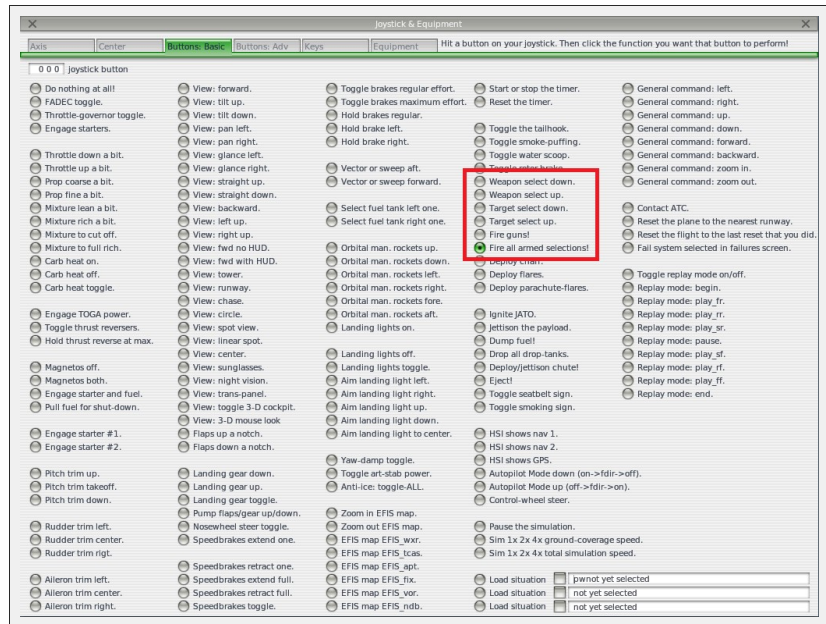 Joystick & Equipment
Axis
Center
Buttons: Basic
Buttons: Adv
Keys
Equipment
Hit a button on your joystick. Then click the function you want that button to perform!
0 0 0 joystick button
Do nothing at all!
FADEC toggle.
Throttle-governor toggle.
Engage starters.
Throttle down a bit.
Throttle up a bit.
Prop coarse a bit.
Prop fine a bit.
Mixture lean a bit.
Mixture rich a bit.
Mixture to cut off.
Mixture to full rich.
Carb heat on.
Carb heat off.
Carb heat toggle.
Engage TOGA power.
Toggle thrust reversers.
Hold thrust reverse at max.
Magnetos off.
Magnetos both.
Engage starter and fuel.
Pull fuel for shut-down.
Engage starter #1.
Engage starter #2.
Pitch trim up.
Pitch trim takeoff.
Pitch trim down.
Rudder trim left.
Rudder trim center.
Rudder trim rigt.
Aileron trim left.
Aileron trim center.
Aileron trim right.
View: forward.
View: tilt up.
View: tilt down.
View: pan left.
View: pan right.
View: glance left.
View: glance right.
View: straight up.
View: straight down.
View: backward.
View: left up.
View: right up.
View: fwd no HUD.
View: fwd with HUD.
View: tower.
View: runway.
View: chase.
View: circle.
View: spot view.
View: linear spot.
View: center.
View: sunglasses.
View: night vision.
View: trans-panel.
View: toggle 3-D cockpit.
View: 3-D mouse look
Flaps up a notch.
Flaps down a notch.
Landing gear down.
Landing gear up.
Landing gear toggle.
Pump flaps/gear up/down.
Nosewheel steer toggle.
Speedbrakes extend one.
Speedbrakes retract one.
Speedbrakes extend full.
Speedbrakes retract full.
Speedbrakes toggle.
Toggle brakes regular effort.
Toggle brakes maximum effort.
Hold brakes regular.
Hold brake left.
Hold brake right.
Vector or sweep aft.
Vector or sweep forward.
Select fuel tank left one.
Select fuel tank right one.
Orbital man. rockets up.
Orbital man. rockets down.
Orbital man. rockets left.
Orbital man. rockets right.
Orbital man. rockets fore.
Orbital man. rockets aft.
Landing lights on.
Landing lights off.
Landing lights toggle.
Aim landing light left.
Aim landing light right.
Aim landing light up.
Aim landing light down.
Aim landing light to center.
Yaw-damp toggle.
Toggle art-stab power.
Anti-ice: toggle-ALL.
Zoom in EFIS map.
Zoom out EFIS map.
EFIS map EFIS_wxr.
EFIS map EFIS_tcas.
EFIS map EFIS_apt.
EFIS map EFIS_fix.
EFIS map EFIS_vor.
EFIS map EFIS_ndb.
Start or stop the timer.
Reset the timer.
Toggle the tailhook.
Toggle smoke-puffing.
Toggle water scoop.
Toggle rotor brake.
Weapon select down.
Weapon select up.
Target select down.
Target select up.
Fire guns!
Fire all armed selections!
Deploy chaff.
Deploy flares.
Deploy parachute-flares.
Ignite JATO.
Jettison the payload.
Dump fuel!
Drop all drop-tanks.
Deploy/jettison chute!
Eject!
Toggle seatbelt sign.
Toggle smoking sign.
HSI shows nav 1.
HSI shows nav 2.
HSI shows GPS.
Autopilot Mode down (on->fdir->off).
Autopilot Mode up (off->fdir->on).
Control-wheel steer.
Pause the simulation.
Sim 1x 2x 4x ground-coverage speed.
Sim 1x 2x 4x total simulation speed.
Load situation pwnot yet selected
Load situation not yet selected
Load situation not yet selected
General command: left.
General command: right.
General command: up.
General command: down.
General command: forward.
General command: backward.
General command: zoom in.
General command: zoom out.
Contact ATC.
Reset the plane to the nearest runway.
Reset the flight to the last reset that you did.
Fail system selected in failures screen.
Toggle replay mode on/off.
Replay mode: begin.
Replay mode: play_fr.
Replay mode: play_rr.
Replay mode: play_sr.
Replay mode: pause.
Replay mode: play_sf.
Replay mode: play_rf.
Replay mode: play_ff.
Replay mode: end.